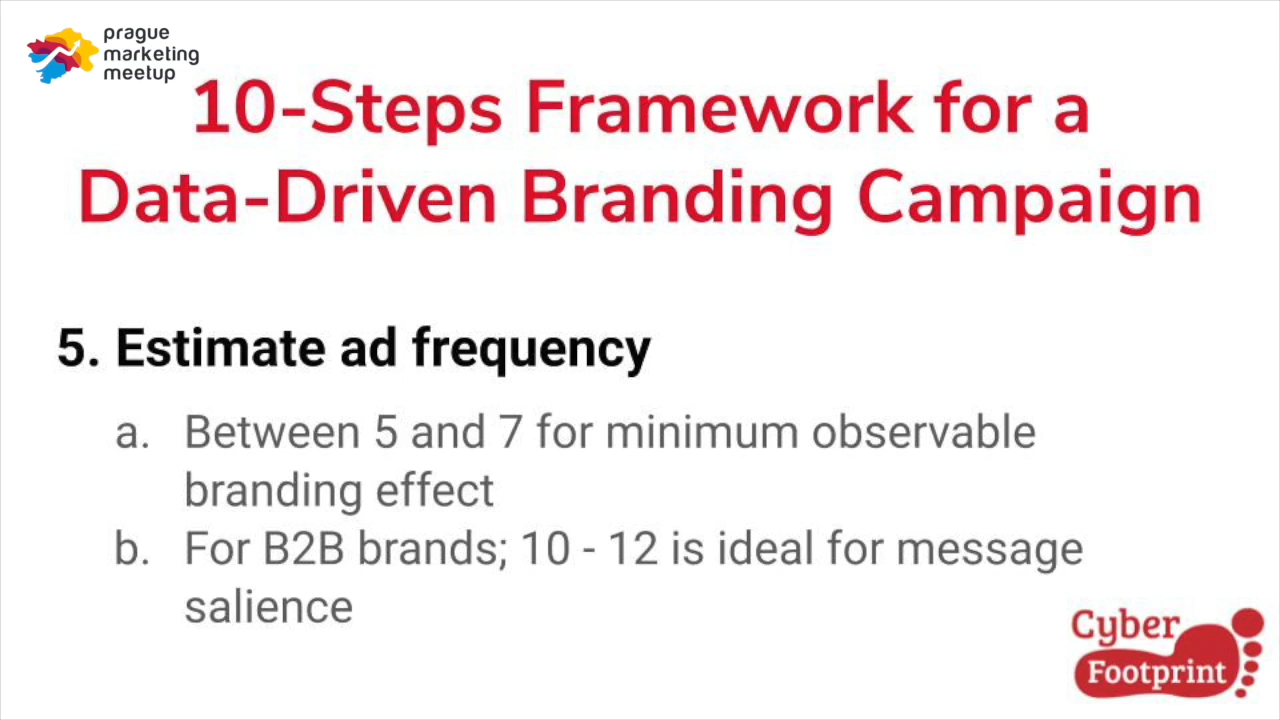 prague
marketing
meetup
10-Steps Framework for a
Data-Driven Branding Campaign
5. Estimate ad frequency
a. Between 5 and 7 for minimum observable
branding effect
b. For B2B brands; 10 - 12 is ideal for message
salience
Cyber
Footprint